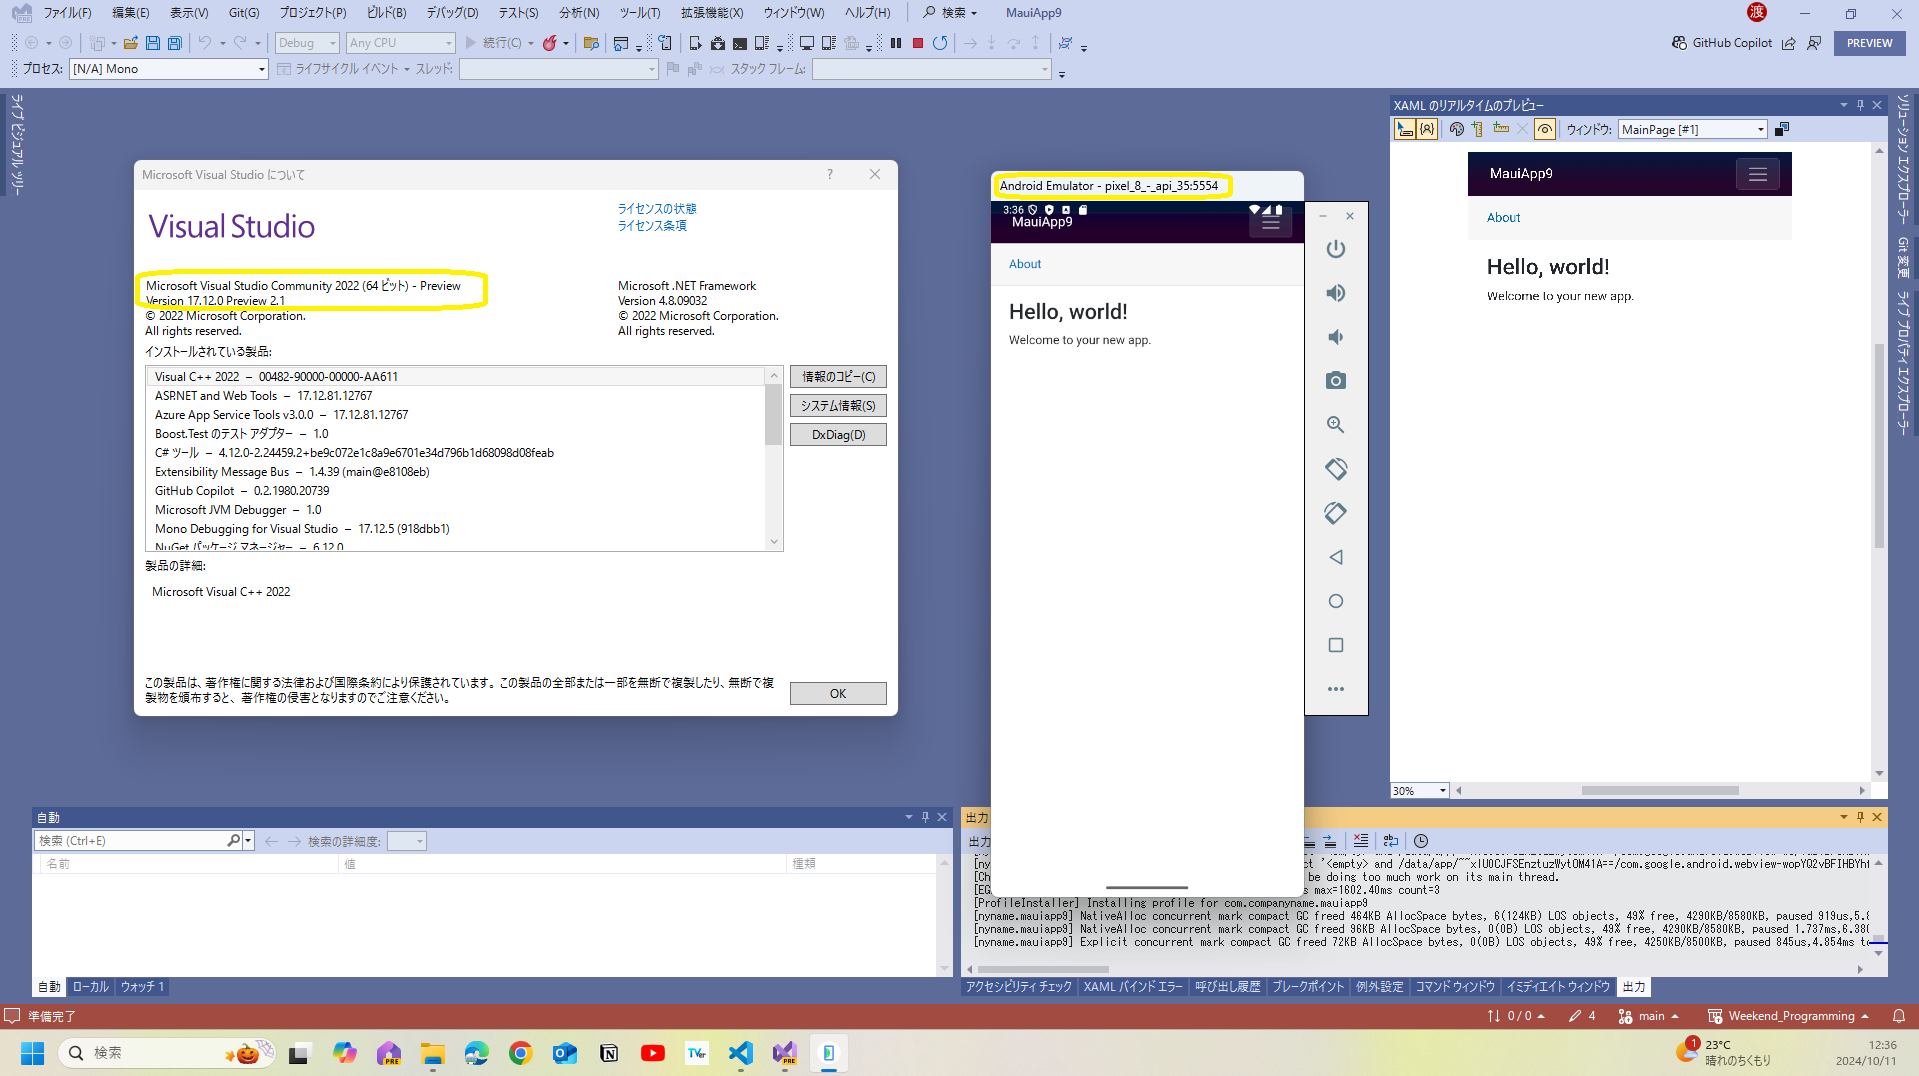 ファイル(F) 編集(E) 表示(V) Git(G) プロジェクト(P) ビルド(B) デバッグ(D) テスト(S) 分析(N) ツール(T) 拡張機能(X) ウィンドウ(W) ヘルプ(H) 検索 MauiApp9 渡
Debug Any CPU 続行(C) GitHub Copilot PREVIEW
プロセス: [N/A] Mono ライフサイクル イベント スレッド: スタック フレーム:
ライブ ビジュアル ツリー
Microsoft Visual Studio について
Visual Studio
ライセンスの状態
ライセンス条項
Microsoft Visual Studio Community 2022 (64 ビット) - Preview
Version 17.12.0 Preview 2.1
© 2022 Microsoft Corporation.
All rights reserved.
Microsoft .NET Framework
Version 4.8.09032
© 2022 Microsoft Corporation.
All rights reserved.
インストールされている製品:
Visual C++ 2022 – 00482-90000-00000-AA611
ASP.NET and Web Tools – 17.12.81.12767
Azure App Service Tools v3.0.0 – 17.12.81.12767
Boost.Test のテスト アダプター – 1.0
C# ツール – 4.12.0-2.24459.2+be9c072e1c8a9e6701e34d796b1d68098d08feab
Extensibility Message Bus – 1.4.39 (main@e8108eb)
GitHub Copilot – 0.2.1980.20739
Microsoft JVM Debugger – 1.0
Mono Debugging for Visual Studio – 17.12.5 (918dbb1)
NuGet パッケージ マネージャー – 6.12.0
情報のコピー(C)
システム情報(S)
DxDiag(D)
製品の詳細:
Microsoft Visual C++ 2022
この製品は、著作権に関する法律および国際条約により保護されています。この製品の全部または一部を無断で複製したり、無断で複
製物を頒布すると、著作権の侵害となりますのでご注意ください。
OK
Android Emulator - pixel_8_-_api_35:5554
3:36
MauiApp9
About
Hello, world!
Welcome to your new app.
XAML のリアルタイムのプレビュー
ウィンドウ: MainPage [#1]
MauiApp9
About
Hello, world!
Welcome to your new app.
30%
ソリューション エクスプローラー
Git 変更
ライブ プロパティ エクスプローラー
自動
検索 (Ctrl+E) 検索の詳細度:
名前 値 種類
自動 ローカル ウォッチ 1
出力
出力
ct '<empty> and /data/app/~~xIU0CJFSEnztuzWytOM41A==/com.google.android.webview-wopYQ2vBFIHBYh
[Ch be doing too much work on its main thread.
[EG s max=1602.40ms count=3
[ProfileInstaller] Installing profile for com.companyname.mauiapp9
[nyname.mauiapp9] NativeAlloc concurrent mark compact GC freed 464KB AllocSpace bytes, 6(124KB) LOS objects, 49% free, 4290KB/8580KB, paused 919us,5.8
[nyname.mauiapp9] NativeAlloc concurrent mark compact GC freed 96KB AllocSpace bytes, 0(0B) LOS objects, 49% free, 4290KB/8580KB, paused 1.737ms,6.38
[nyname.mauiapp9] Explicit concurrent mark compact GC freed 72KB AllocSpace bytes, 0(0B) LOS objects, 49% free, 4250KB/8500KB, paused 845us,4.854ms to
アクセシビリティ チェック XAML バインド エラー 呼び出し履歴 ブレークポイント 例外設定 コマンド ウィンドウ イミディエイト ウィンドウ 出力
準備完了 0 / 0 4 main Weekend_Programming
検索 PRE TVer PRE 1 23°C
晴れのちくもり
12:36
2024/10/11